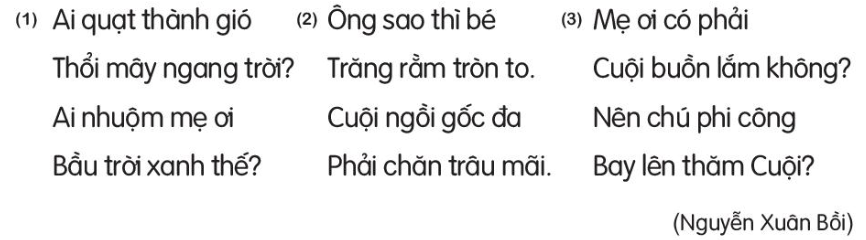 (1) Ai quạt thành gió
Thổi mây ngang trời?
Ai nhuộm mẹ ơi
Bầu trời xanh thế?
(2) Ông sao thì bé
Trăng rằm tròn to.
Cuội ngồi gốc đa
Phải chăn trâu mãi.
(3) Mẹ ơi có phải
Cuội buồn lắm không?
Nên chú phi công
Bay lên thăm Cuội?
(Nguyễn Xuân Bồi)